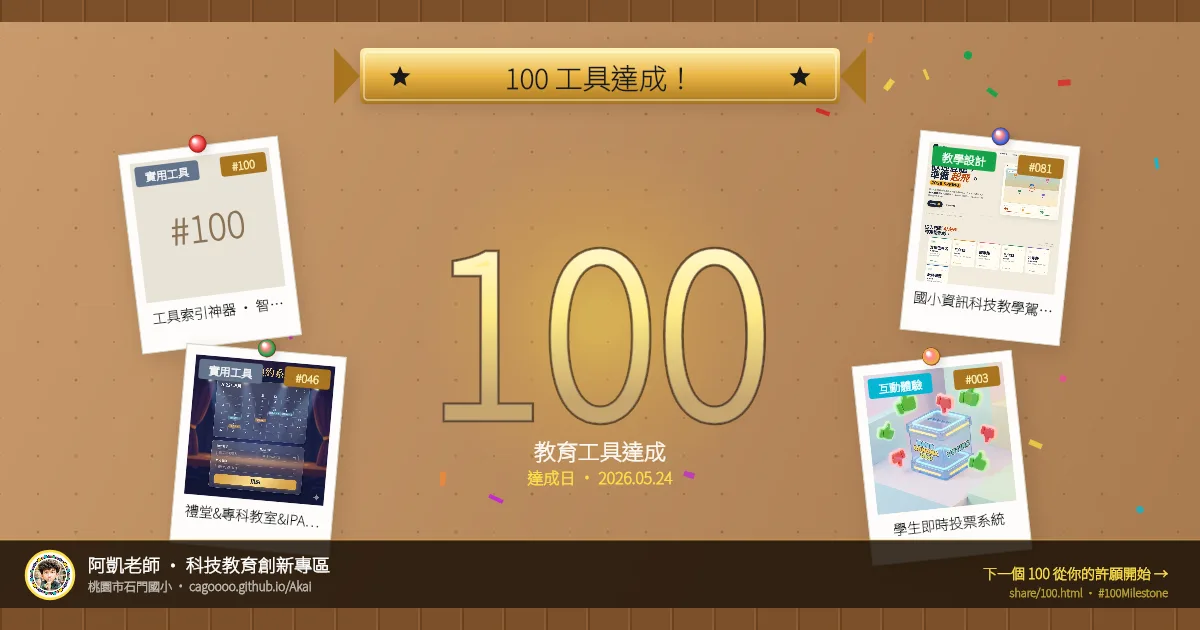 ★ 100 工具達成！ ★
實用工具 #100
#100
工具索引神器 · 智…
實用工具 #046
禮堂&專科教室&IPA…
教學設計 #081
準備 起飛
國小資訊科技教學駕…
互動體驗 #003
學生即時投票系統
100
教育工具達成
達成日 · 2026.05.24
阿凱老師 · 科技教育創新專區
桃園市石門國小 · cagoooo.github.io/Akai
下一個 100 從你的許願開始 →
share/100.html · #100Milestone